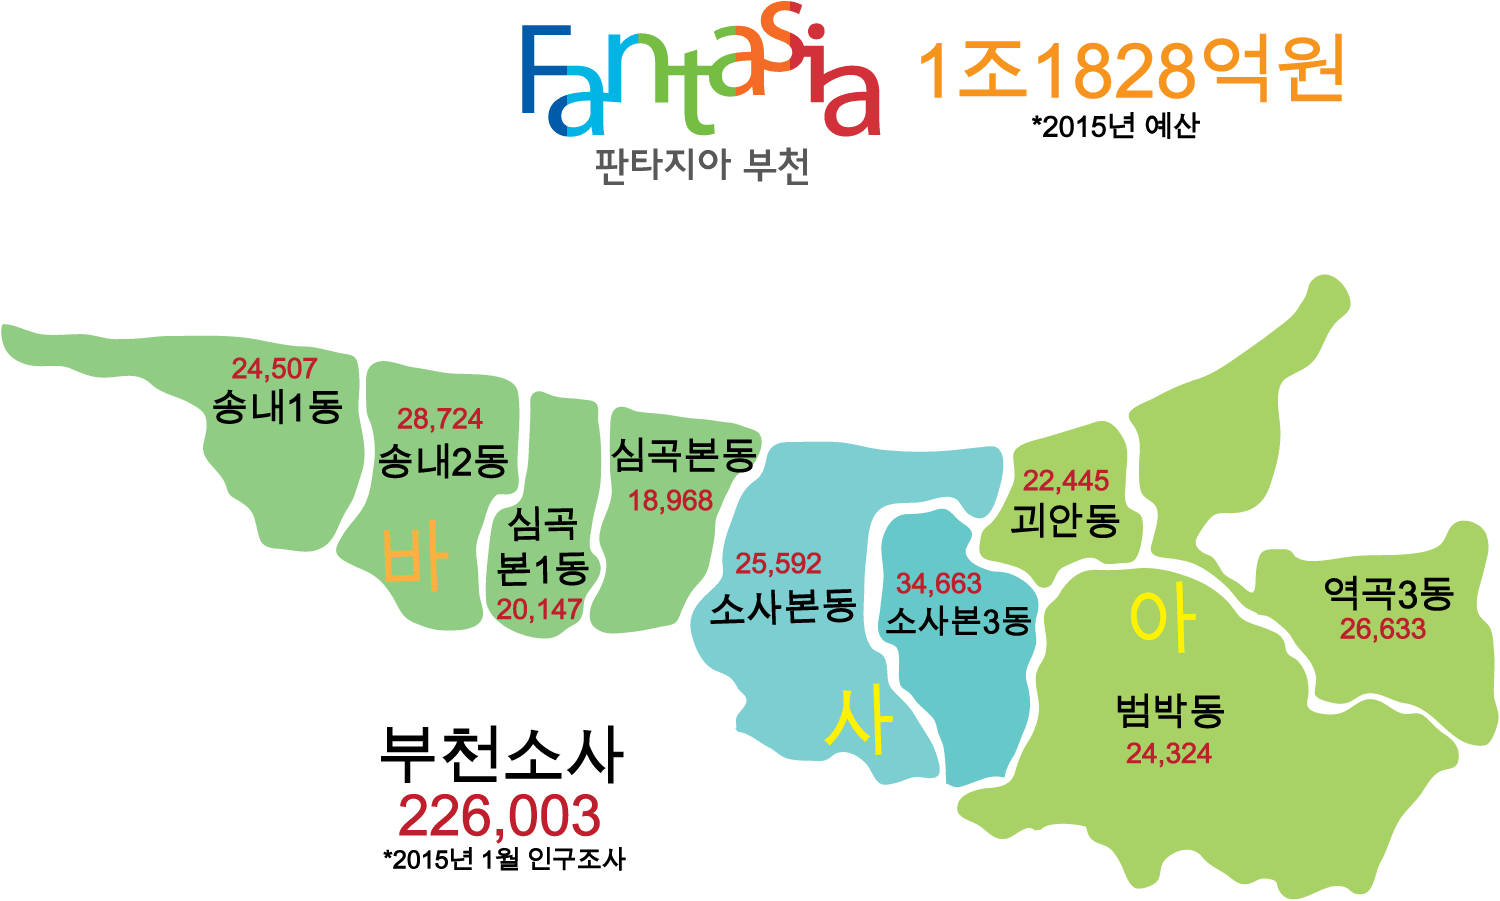 Fantasia
판타지아 부천
1조1828억원
*2015년 예산
24,507
송내1동
28,724
송내2동
바
심곡
본1동
20,147
심곡본동
18,968
25,592
소사본동
사
34,663
소사본3동
22,445
괴안동
아
범박동
24,324
역곡3동
26,633
부천소사
226,003
*2015년 1월 인구조사